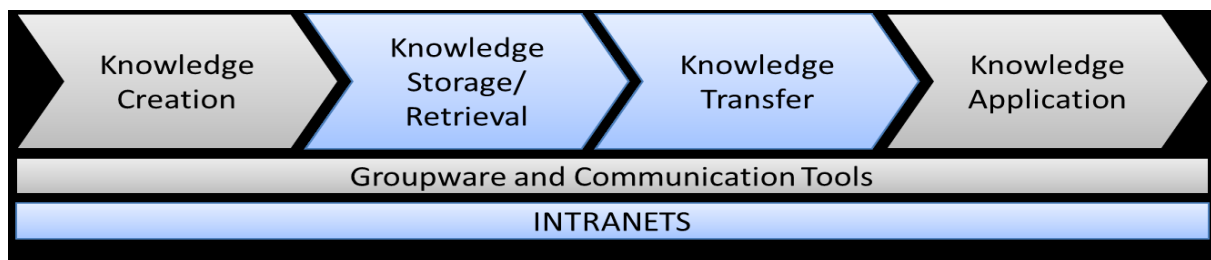 Knowledge
Creation
Knowledge
Storage/
Retrieval
Knowledge
Transfer
Knowledge
Application
Groupware and Communication Tools
INTRANETS